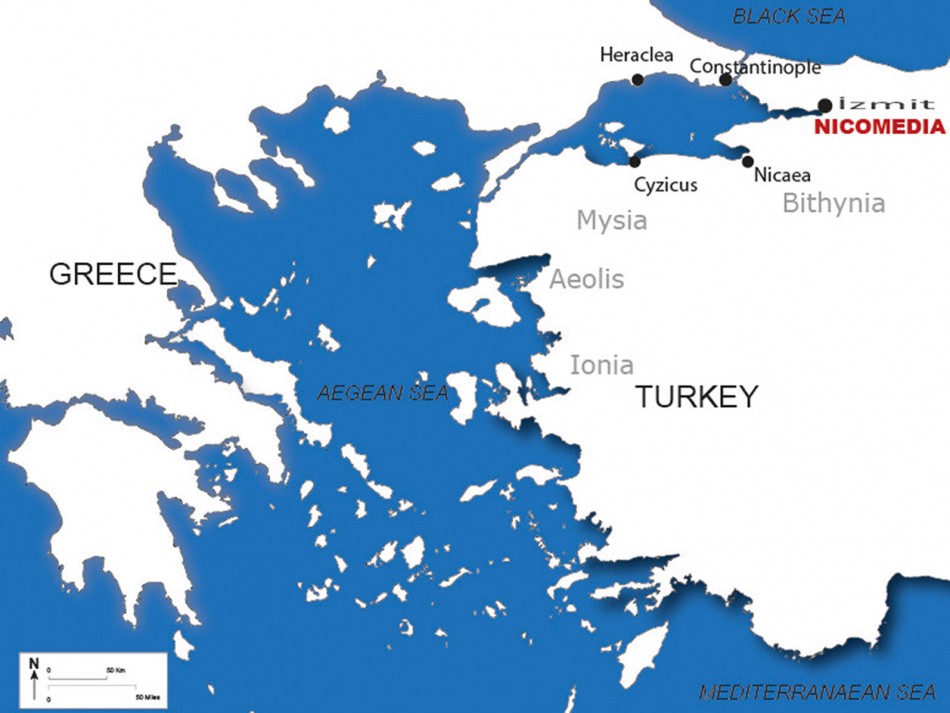 BLACK SEA
Heraclea
Constantinople
izmit
NICOMEDIA
Cyzicus
Nicaea
Bithynia
Mysia
GREECE
Aeolis
Ionia
AEGEAN SEA
TURKEY
N
0 50 Km
0 50 Miles
MEDITERRANAEAN SEA